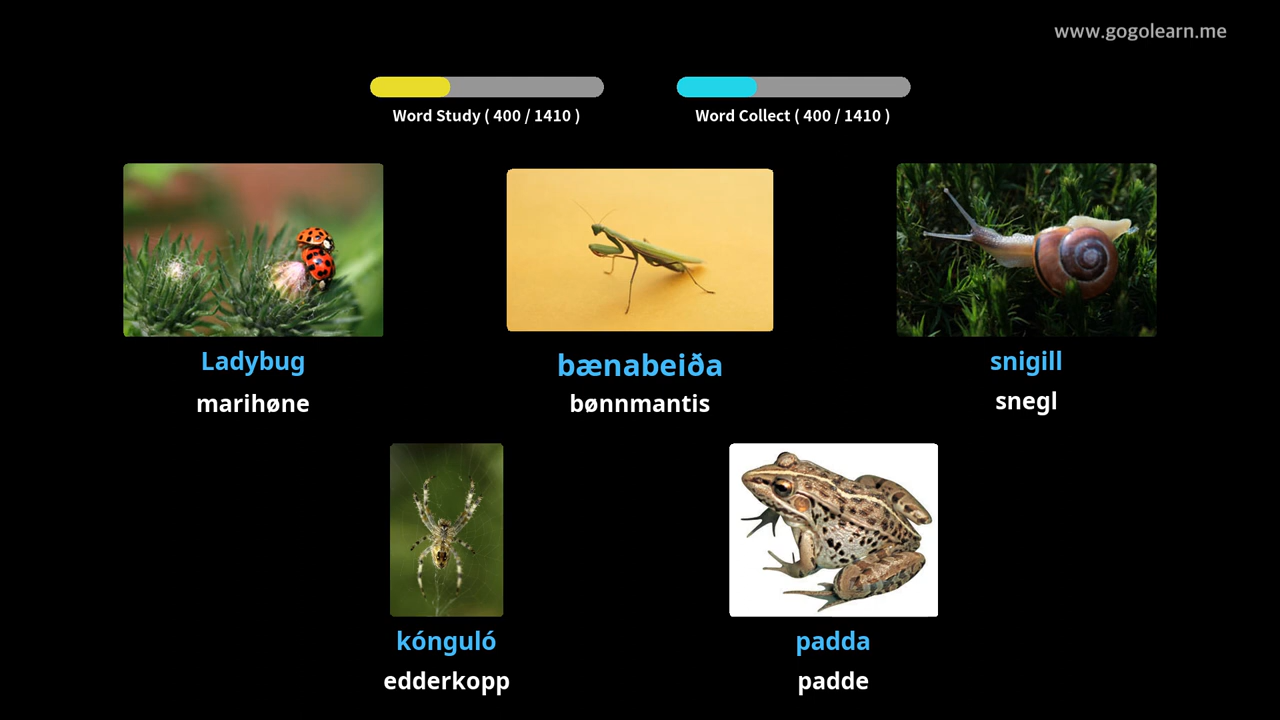 www.gogolearn.me
Word Study ( 400 / 1410 )
Word Collect ( 400 / 1410 )
Ladybug
marihøne
bænabeiða
bønnmantis
snigill
snegl
kónguló
edderkopp
padda
padde